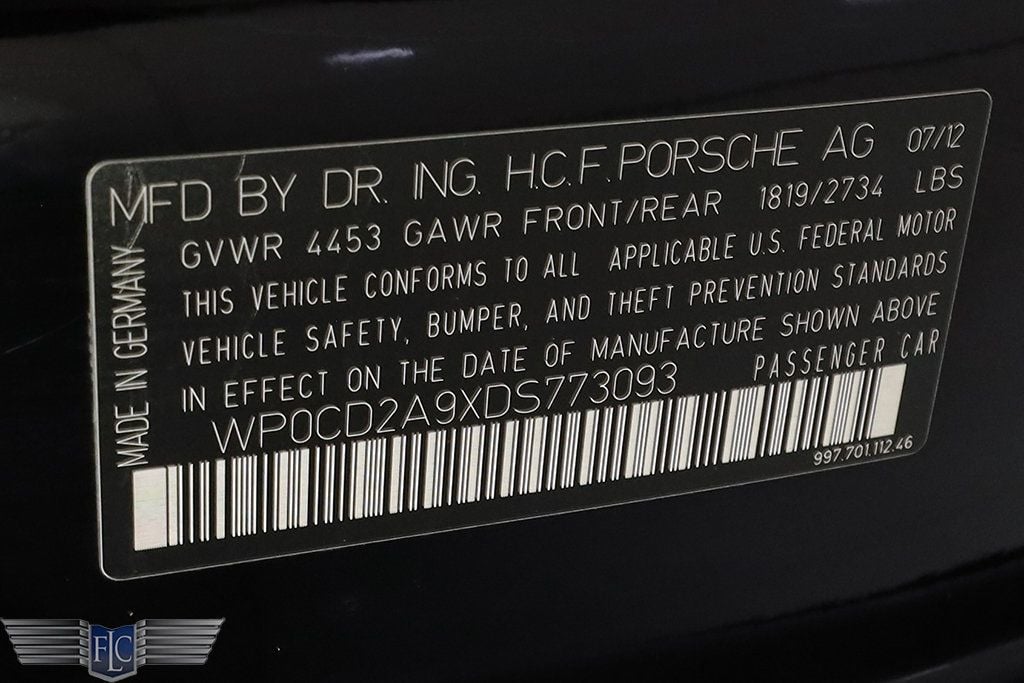 MFD BY DR. ING. H.C.F. PORSCHE AG 07/12
GVWR 4453 GAWR FRONT/REAR 1819/2734 LBS
THIS VEHICLE CONFORMS TO ALL APPLICABLE U.S. FEDERAL MOTOR
VEHICLE SAFETY, BUMPER, AND THEFT PREVENTION STANDARDS
IN EFFECT ON THE DATE OF MANUFACTURE SHOWN ABOVE
WP0CD2A9XDS773093 PASSENGER CAR
997.701.112.46
MADE IN GERMANY
FLC